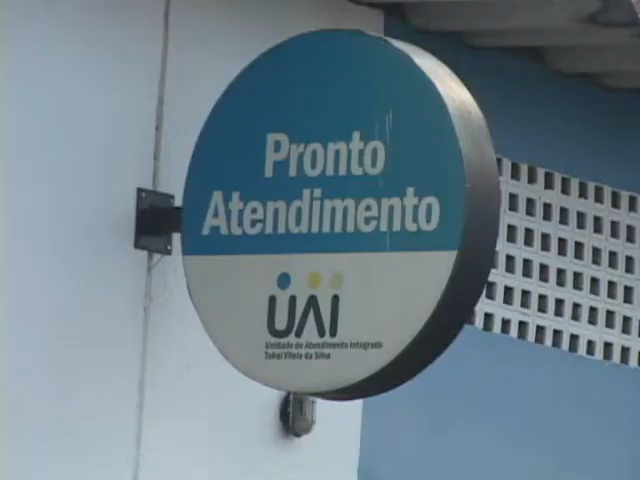 Pronto
Atendimento
UAI
Unidade de Atendimento Integrado
Tubal Vilela da Silva